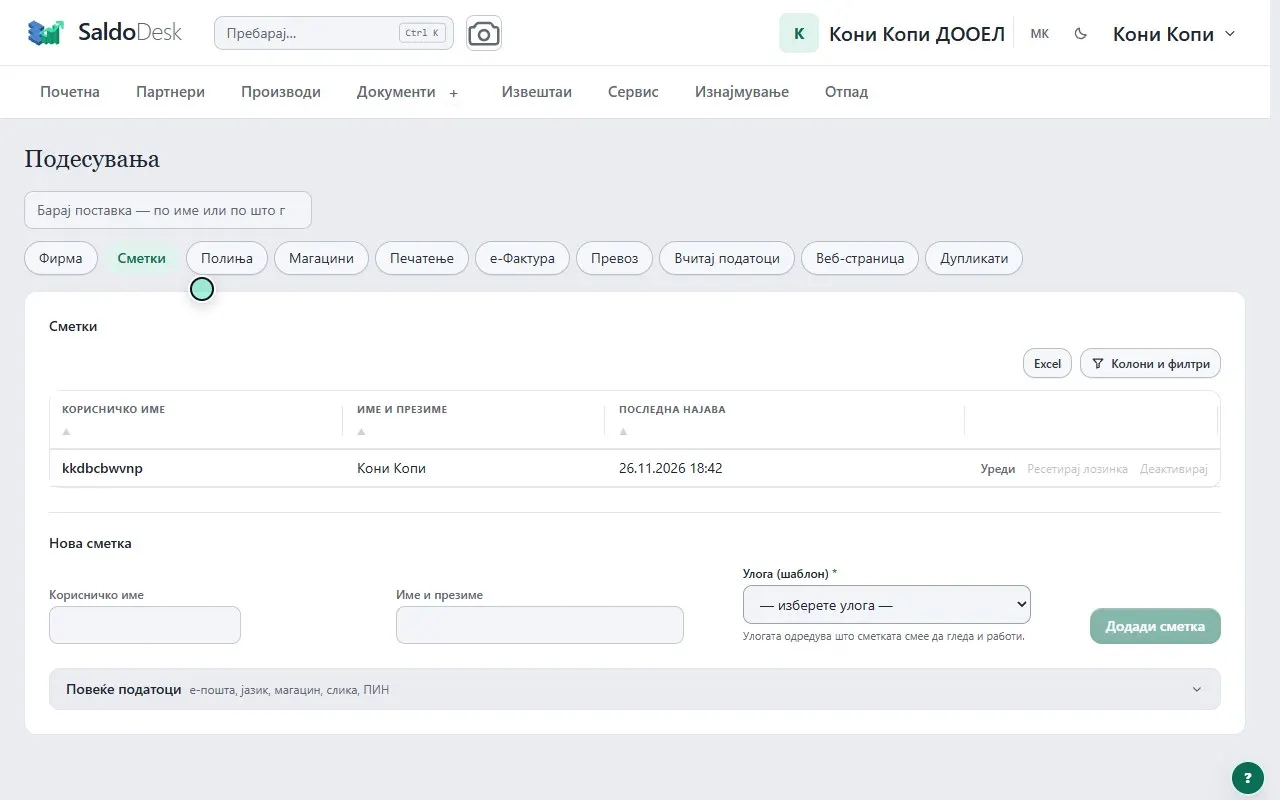 SaldoDesk
Пребарај...
Ctrl K
К
Кони Копи ДООЕЛ
МК
Кони Копи
Почетна
Партнери
Производи
Документи +
Извештаи
Сервис
Изнајмување
Отпад
Подесувања
Барај поставка — по име или по што г
Фирма
Сметки
Полиња
Магацини
Печатење
е-Фактура
Превоз
Вчитај податоци
Веб-страница
Дупликати
Сметки
Excel
Колони и филтри
КОРИСНИЧКО ИМЕ
ИМЕ И ПРЕЗИМЕ
ПОСЛЕДНА НАЈАВА
kkdbcbwvnp
Кони Копи
26.11.2026 18:42
Уреди
Ресетирај лозинка
Деактивирај
Нова сметка
Корисничко име
Име и презиме
Улога (шаблон) *
— изберете улога —
Улогата одредува што сметката смее да гледа и работи.
Додади сметка
Повеќе податоци е-пошта, јазик, магацин, слика, ПИН
?